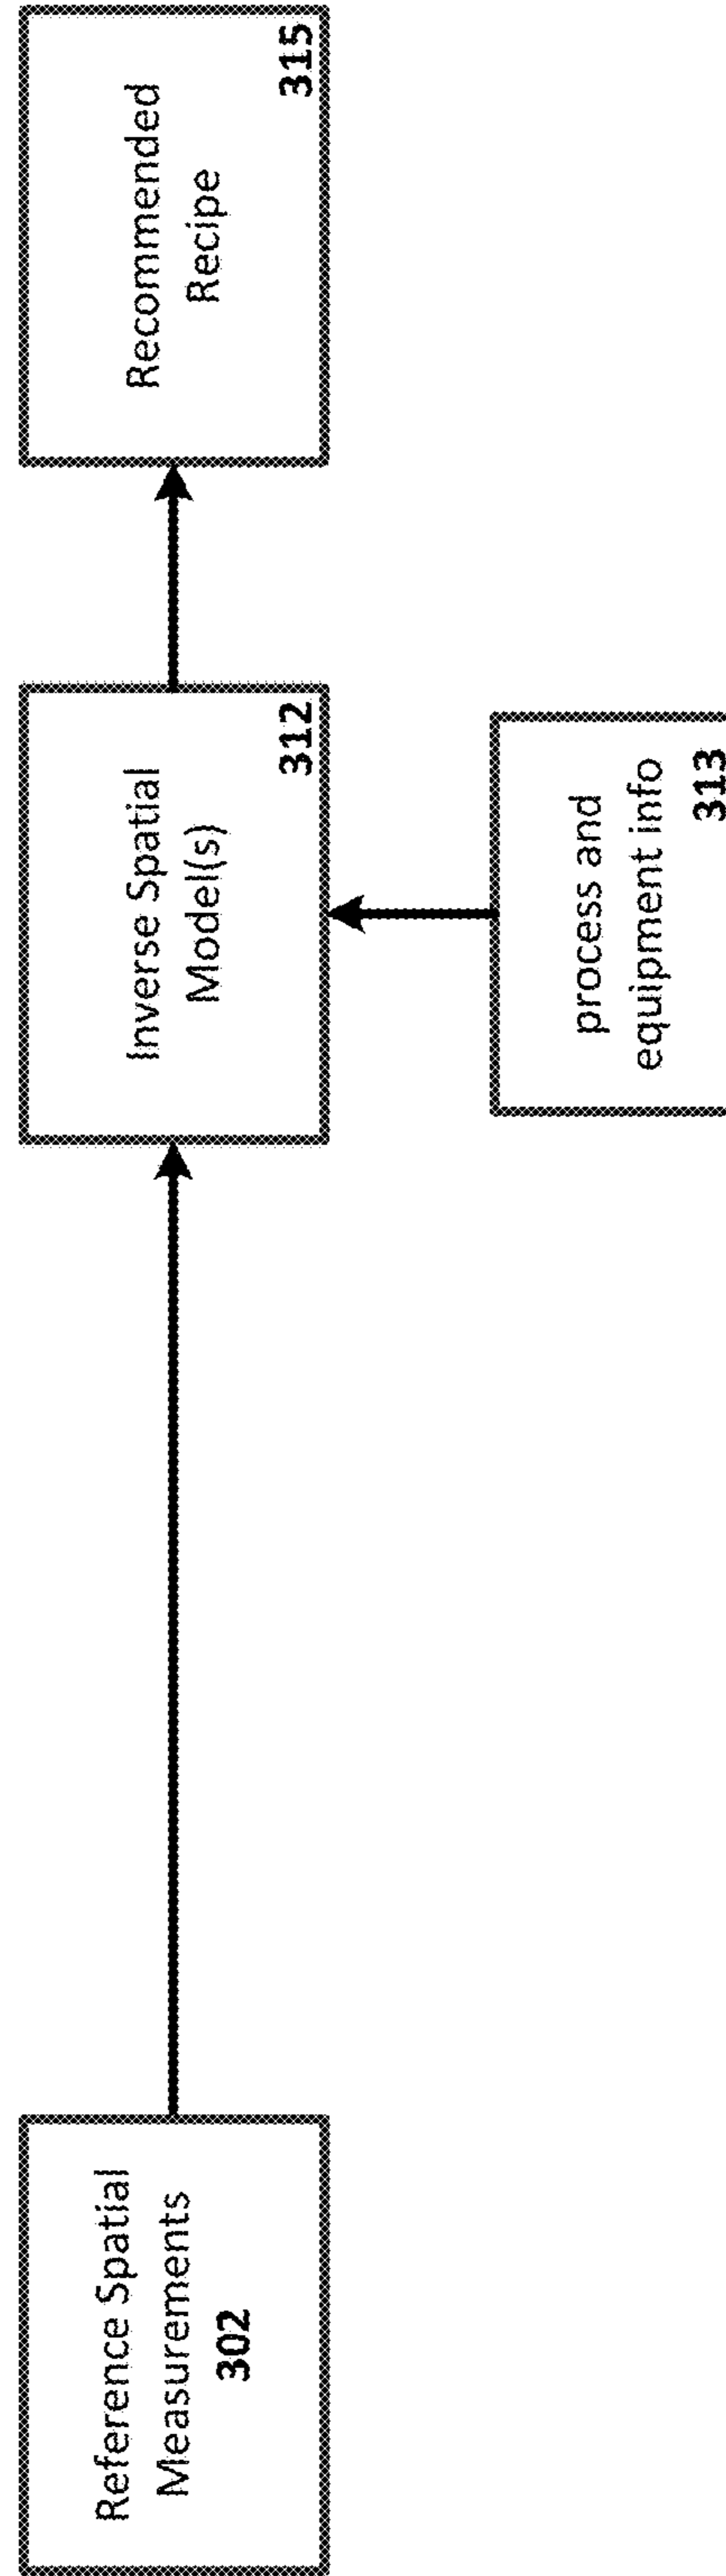 Reference Spatial
Measurements
302
Inverse Spatial
Model(s)
312
process and
equipment info
313
Recommended
Recipe
315